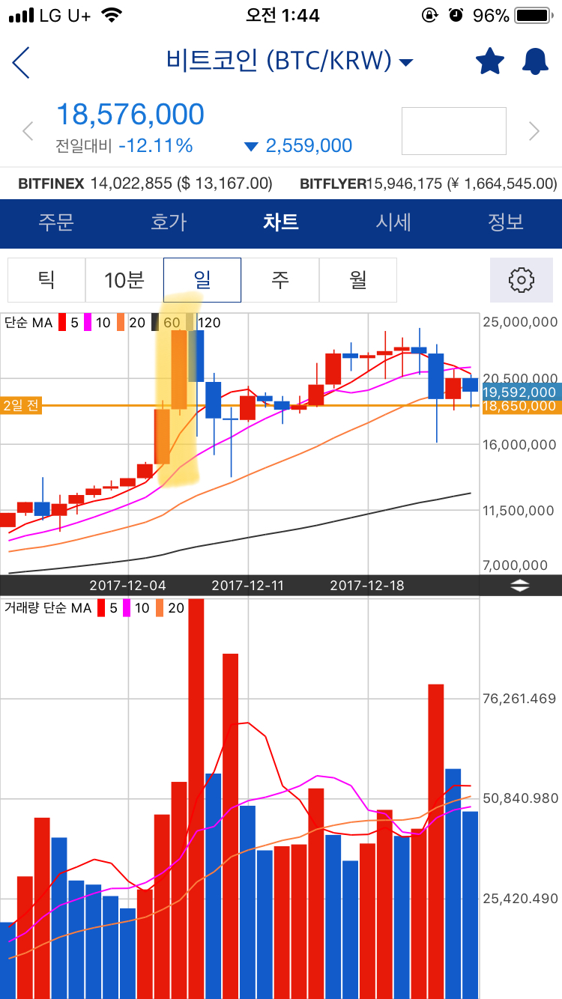 LG U+ 오전 1:44 96%
비트코인 (BTC/KRW)
18,576,000
전일대비 -12.11% 2,559,000
BITFINEX 14,022,855 ($ 13,167.00) BITFLYER 15,946,175 (¥ 1,664,545.00)
주문 호가 차트 시세 정보
틱 10분 일 주 월
단순 MA 5 10 20 60 120
25,000,000
20,500,000
19,592,000
2일 전 18,650,000
16,000,000
11,500,000
7,000,000
2017-12-04 2017-12-11 2017-12-18
거래량 단순 MA 5 10 20
76,261.469
50,840.980
25,420.490